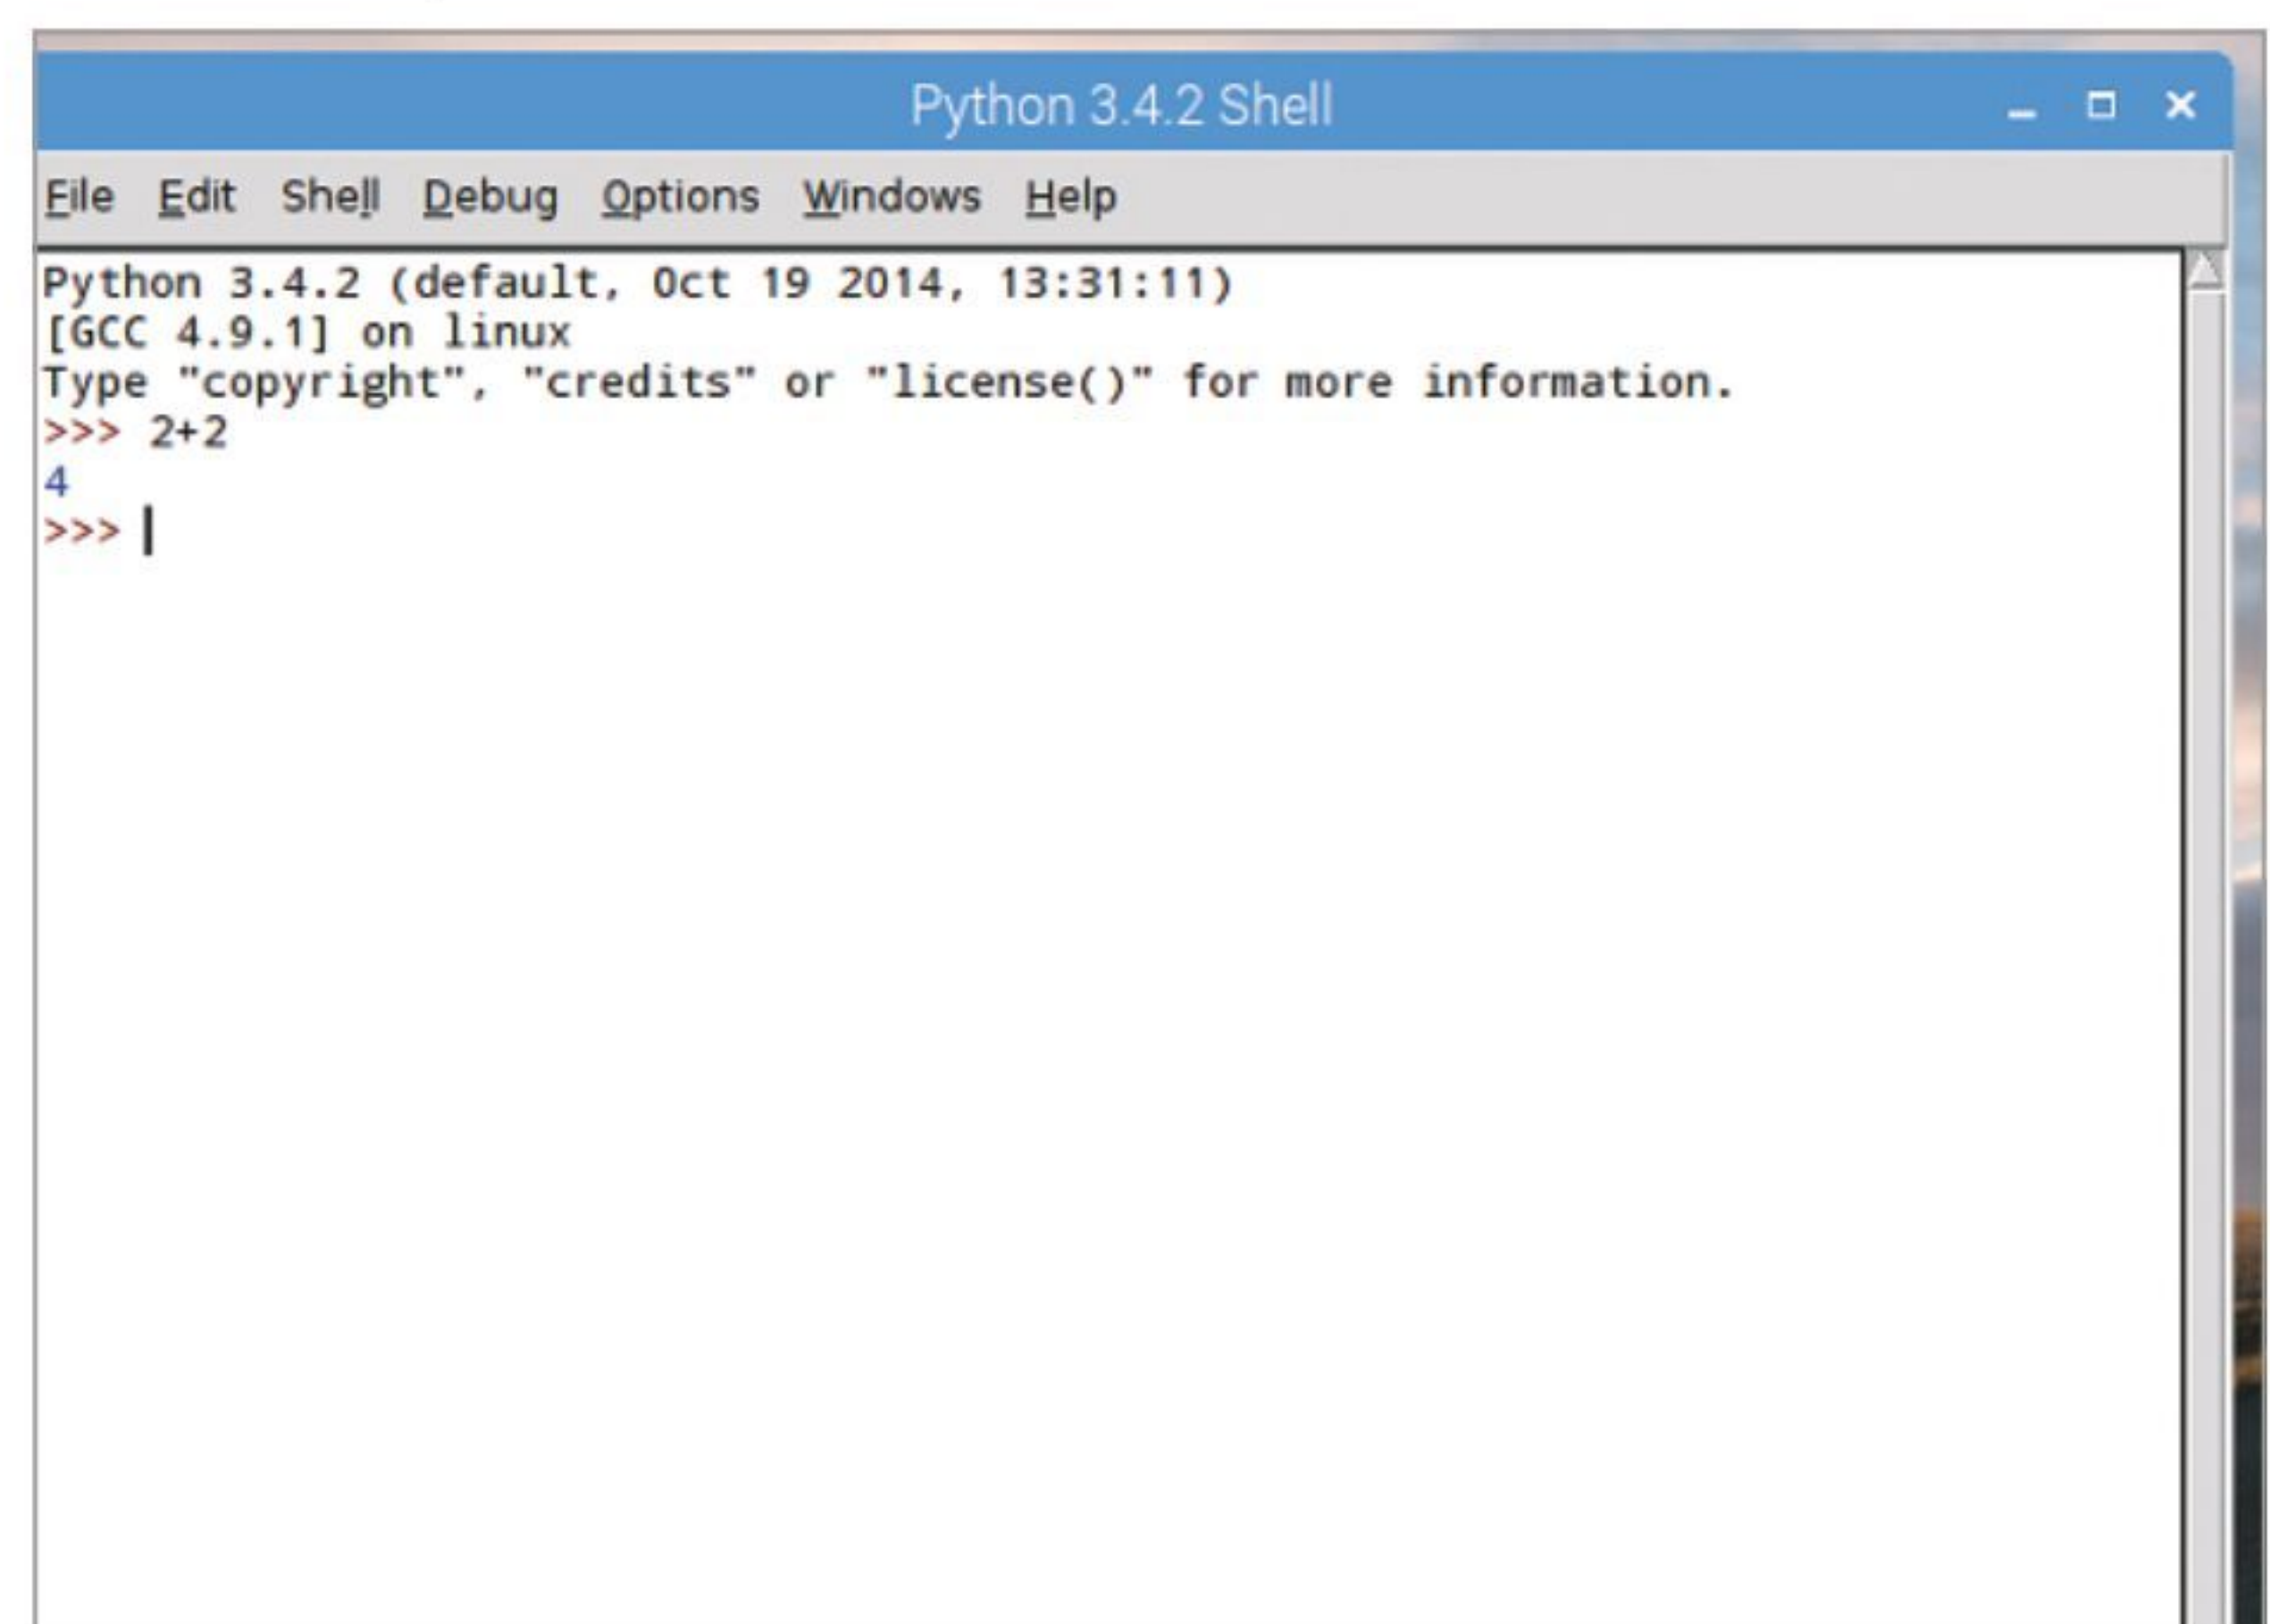 Python 3.4.2 Shell
File Edit Shell Debug Options Windows Help
Python 3.4.2 (default, Oct 19 2014, 13:31:11)
[GCC 4.9.1] on linux
Type "copyright", "credits" or "license()" for more information.
>>> 2+2
4
>>>